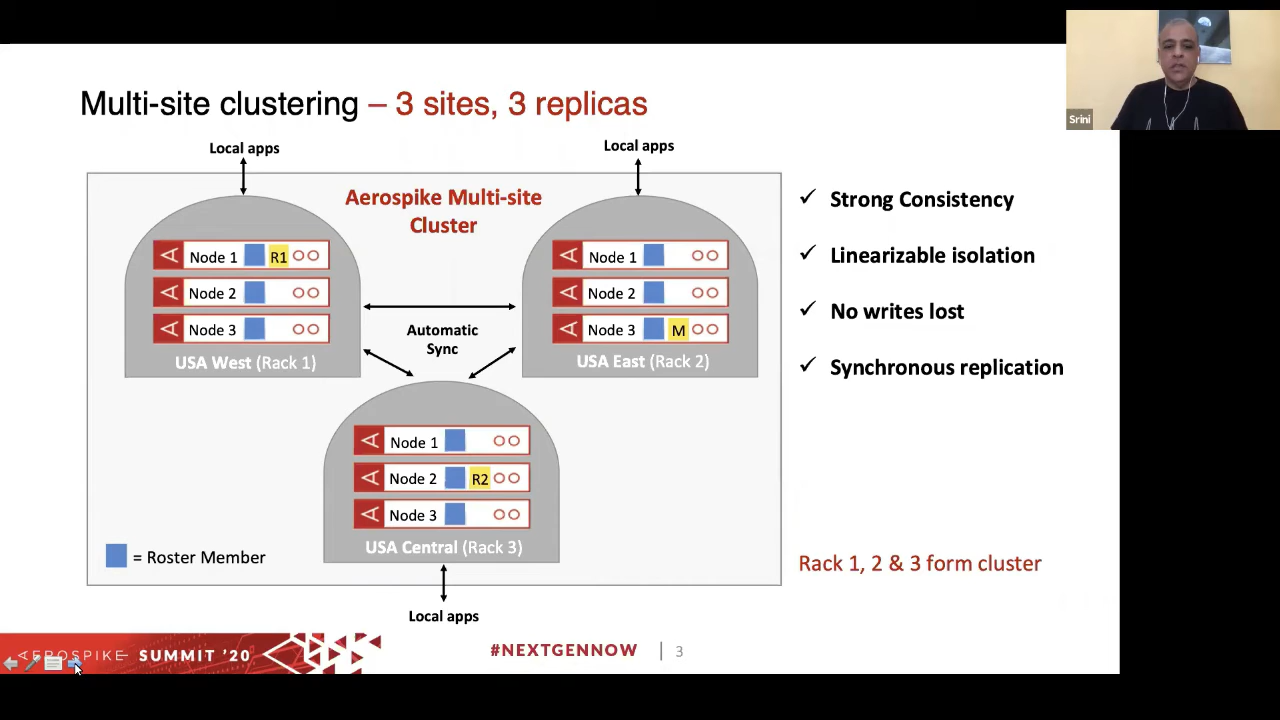 Srini
Multi-site clustering – 3 sites, 3 replicas
Local apps
Local apps
Aerospike Multi-site
Cluster
Node 1 R1
Node 2
Node 3
USA West (Rack 1)
Node 1
Node 2
Node 3 M
USA East (Rack 2)
Automatic
Sync
Node 1
Node 2 R2
Node 3
USA Central (Rack 3)
= Roster Member
Local apps
✓ Strong Consistency
✓ Linearizable isolation
✓ No writes lost
✓ Synchronous replication
Rack 1, 2 & 3 form cluster
AEROSPIKE SUMMIT '20
#NEXTGENNOW | 3